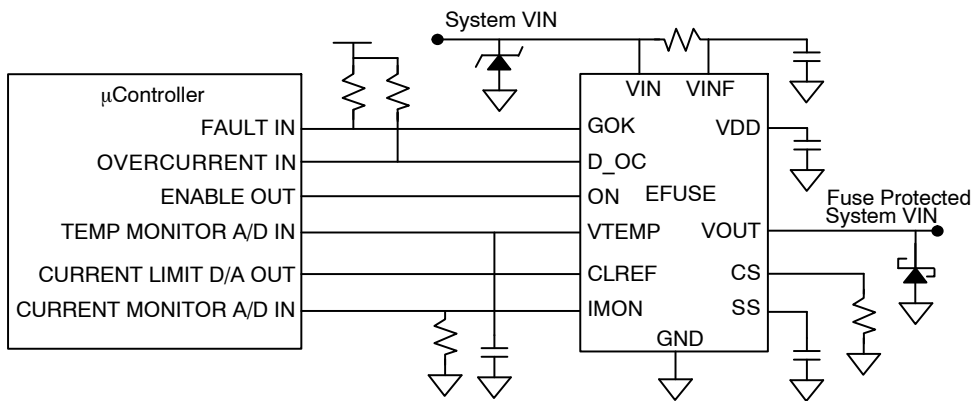 System VIN
μController
FAULT IN
OVERCURRENT IN
ENABLE OUT
TEMP MONITOR A/D IN
CURRENT LIMIT D/A OUT
CURRENT MONITOR A/D IN
VIN VINF
GOK VDD
D_OC
ON EFUSE
VTEMP VOUT
CLREF CS
IMON SS
GND
Fuse Protected
System VIN